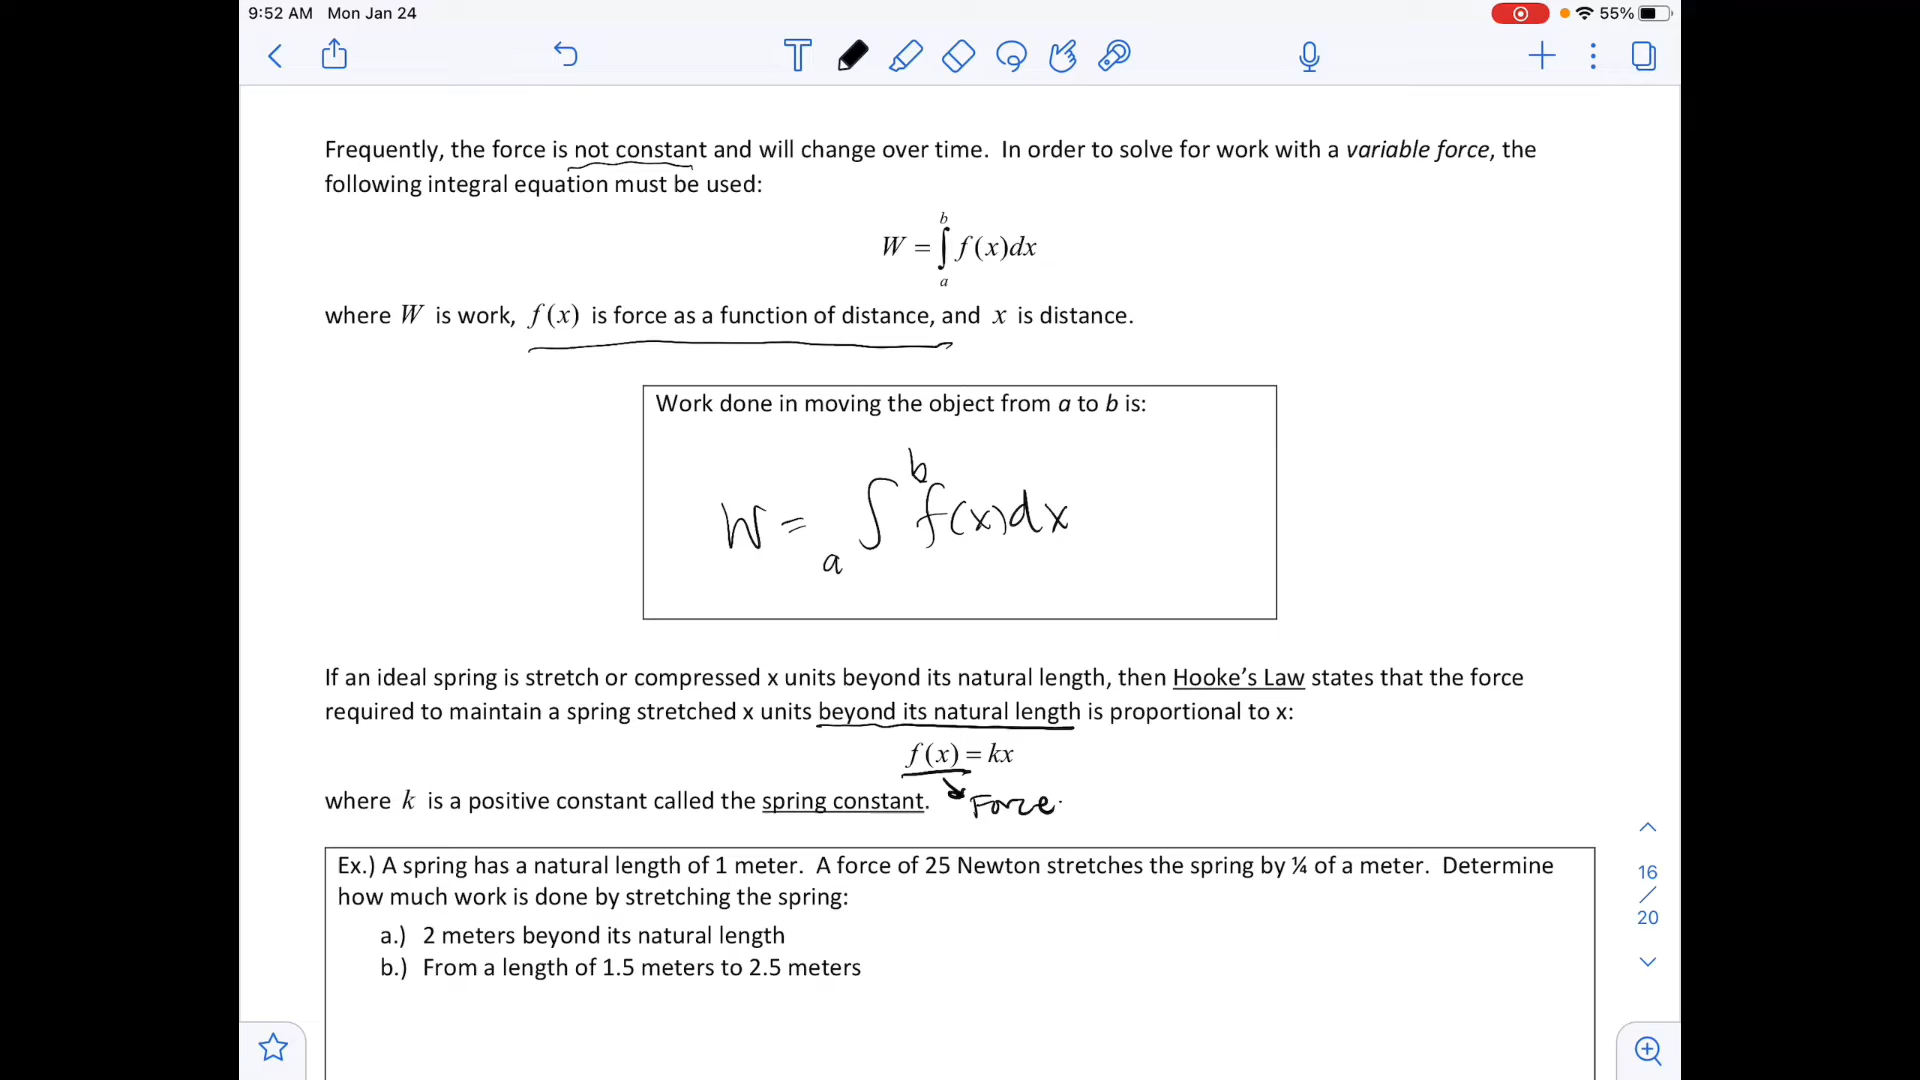 9:52 AM Mon Jan 24
55%
Frequently, the force is not constant and will change over time. In order to solve for work with a variable force, the
following integral equation must be used:
W = ∫ₐᵇ f(x)dx
where W is work, f(x) is force as a function of distance, and x is distance.
Work done in moving the object from a to b is:
W = ₐ∫ᵇ f(x)dx
If an ideal spring is stretch or compressed x units beyond its natural length, then Hooke's Law states that the force
required to maintain a spring stretched x units beyond its natural length is proportional to x:
f(x) = kx
where k is a positive constant called the spring constant. Force
Ex.) A spring has a natural length of 1 meter. A force of 25 Newton stretches the spring by ¼ of a meter. Determine
how much work is done by stretching the spring:
a.) 2 meters beyond its natural length
b.) From a length of 1.5 meters to 2.5 meters
16
/
20